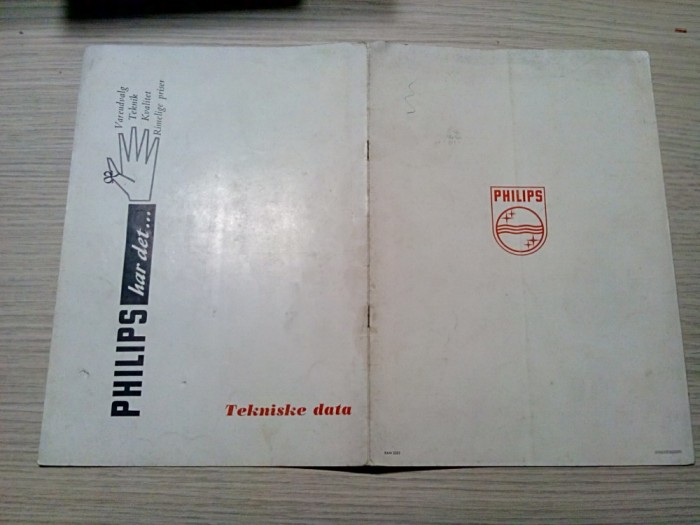 PHILIPS har det...
Vareudvalg
Teknik
Kvalitet
Rimelige priser
Tekniske data
PHILIPS